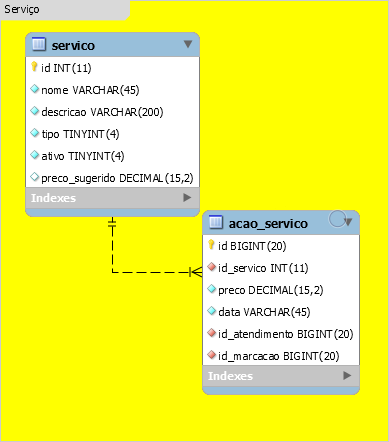 Serviço
servico
id INT(11)
nome VARCHAR(45)
descricao VARCHAR(200)
tipo TINYINT(4)
ativo TINYINT(4)
preco_sugerido DECIMAL(15,2)
Indexes
acao_servico
id BIGINT(20)
id_servico INT(11)
preco DECIMAL(15,2)
data VARCHAR(45)
id_atendimento BIGINT(20)
id_marcacao BIGINT(20)
Indexes